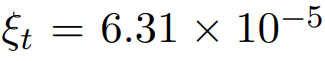 ξ_t = 6.31 × 10^{-5}